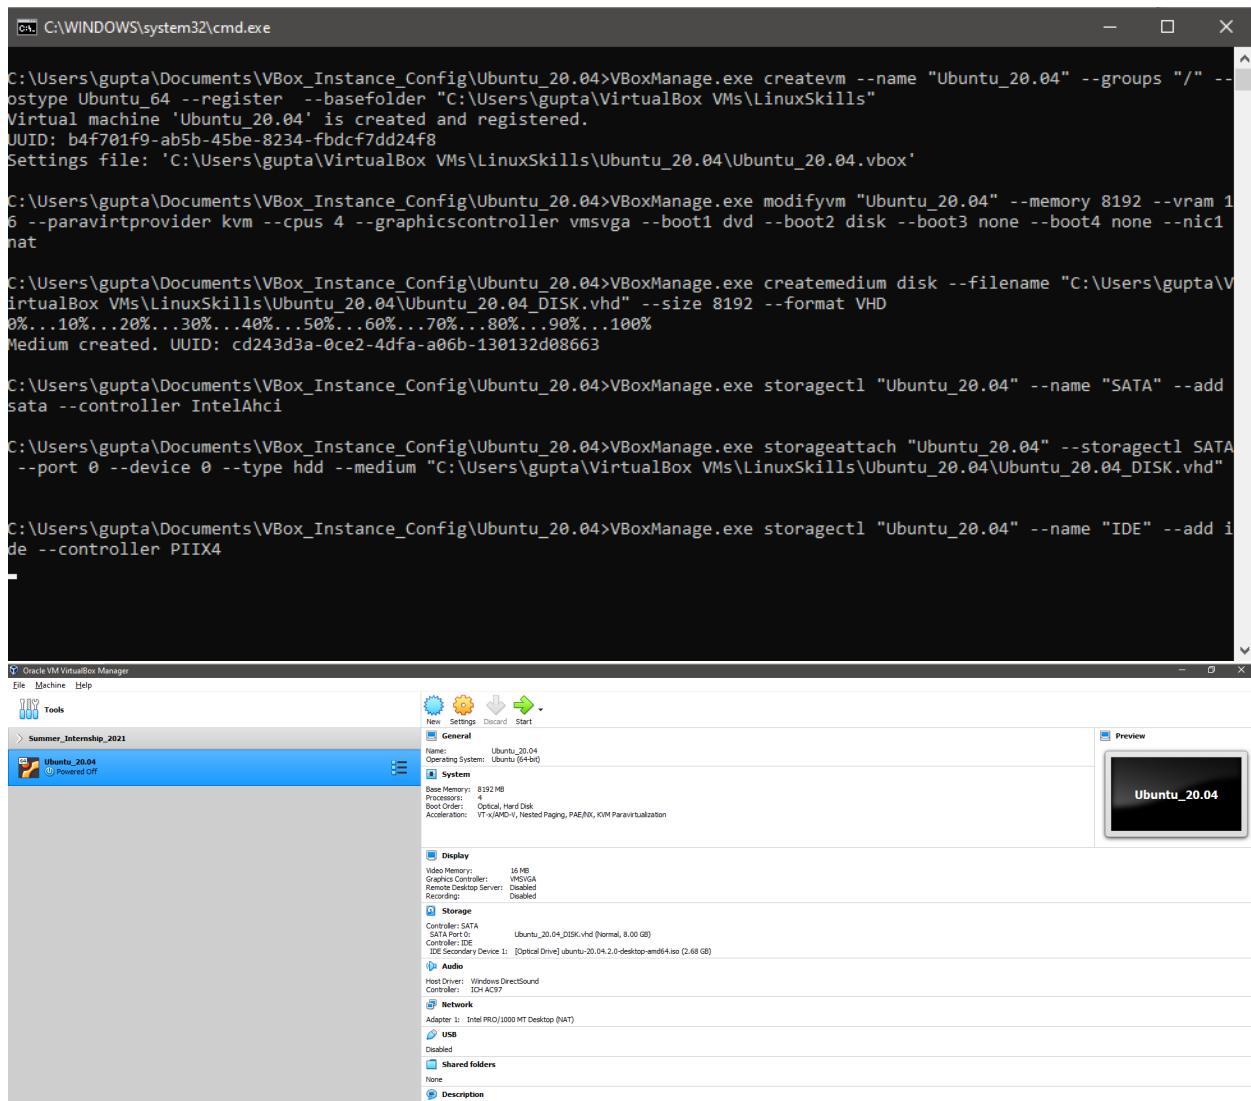 C:\WINDOWS\system32\cmd.exe
C:\Users\gupta\Documents\VBox_Instance_Config\Ubuntu_20.04>VBoxManage.exe createvm --name "Ubuntu_20.04" --groups "/" --
ostype Ubuntu_64 --register  --basefolder "C:\Users\gupta\VirtualBox VMs\LinuxSkills"
Virtual machine 'Ubuntu_20.04' is created and registered.
UUID: b4f701f9-ab5b-45be-8234-fbdcf7dd24f8
Settings file: 'C:\Users\gupta\VirtualBox VMs\LinuxSkills\Ubuntu_20.04\Ubuntu_20.04.vbox'
C:\Users\gupta\Documents\VBox_Instance_Config\Ubuntu_20.04>VBoxManage.exe modifyvm "Ubuntu_20.04" --memory 8192 --vram 1
6 --paravirtprovider kvm --cpus 4 --graphicscontroller vmsvga --boot1 dvd --boot2 disk --boot3 none --boot4 none --nic1
nat
C:\Users\gupta\Documents\VBox_Instance_Config\Ubuntu_20.04>VBoxManage.exe createmedium disk --filename "C:\Users\gupta\V
irtualBox VMs\LinuxSkills\Ubuntu_20.04\Ubuntu_20.04_DISK.vhd" --size 8192 --format VHD
0%...10%...20%...30%...40%...50%...60%...70%...80%...90%...100%
Medium created. UUID: cd243d3a-0ce2-4dfa-a06b-130132d08663
C:\Users\gupta\Documents\VBox_Instance_Config\Ubuntu_20.04>VBoxManage.exe storagectl "Ubuntu_20.04" --name "SATA" --add
sata --controller IntelAhci
C:\Users\gupta\Documents\VBox_Instance_Config\Ubuntu_20.04>VBoxManage.exe storageattach "Ubuntu_20.04" --storagectl SATA
 --port 0 --device 0 --type hdd --medium "C:\Users\gupta\VirtualBox VMs\LinuxSkills\Ubuntu_20.04\Ubuntu_20.04_DISK.vhd"
C:\Users\gupta\Documents\VBox_Instance_Config\Ubuntu_20.04>VBoxManage.exe storagectl "Ubuntu_20.04" --name "IDE" --add i
de --controller PIIX4
Oracle VM VirtualBox Manager
File Machine Help
Tools
New Settings Discard Start
Summer_Internship_2021
Ubuntu_20.04
Powered Off
General
Name: Ubuntu_20.04
Operating System: Ubuntu (64-bit)
System
Base Memory: 8192 MB
Processors: 4
Boot Order: Optical, Hard Disk
Acceleration: VT-x/AMD-V, Nested Paging, PAE/NX, KVM Paravirtualization
Display
Video Memory: 16 MB
Graphics Controller: VMSVGA
Remote Desktop Server: Disabled
Recording: Disabled
Storage
Controller: SATA
SATA Port 0: Ubuntu_20.04_DISK.vhd (Normal, 8.00 GB)
Controller: IDE
IDE Secondary Device 1: [Optical Drive] ubuntu-20.04.2.0-desktop-amd64.iso (2.68 GB)
Audio
Host Driver: Windows DirectSound
Controller: ICH AC97
Network
Adapter 1: Intel PRO/1000 MT Desktop (NAT)
USB
Disabled
Shared folders
None
Description
Preview
Ubuntu_20.04